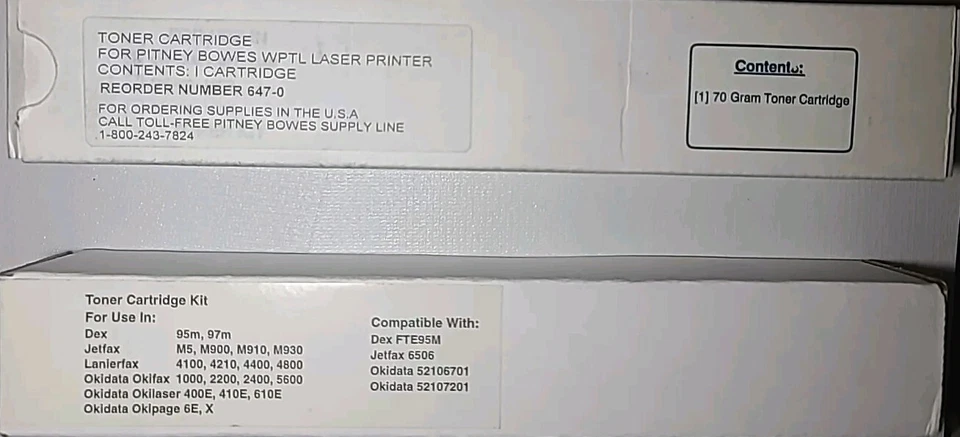 TONER CARTRIDGE
FOR PITNEY BOWES WPTL LASER PRINTER
CONTENTS: I CARTRIDGE
REORDER NUMBER 647-0
FOR ORDERING SUPPLIES IN THE U.S.A
CALL TOLL-FREE PITNEY BOWES SUPPLY LINE
1-800-243-7824
Contents:
[1] 70 Gram Toner Cartridge
Toner Cartridge Kit
For Use In:
Dex 95m, 97m
Jetfax M5, M900, M910, M930
Lanierfax 4100, 4210, 4400, 4800
Okidata Okifax 1000, 2200, 2400, 5600
Okidata Okilaser 400E, 410E, 610E
Okidata Okipage 6E, X
Compatible With:
Dex FTE95M
Jetfax 6506
Okidata 52106701
Okidata 52107201